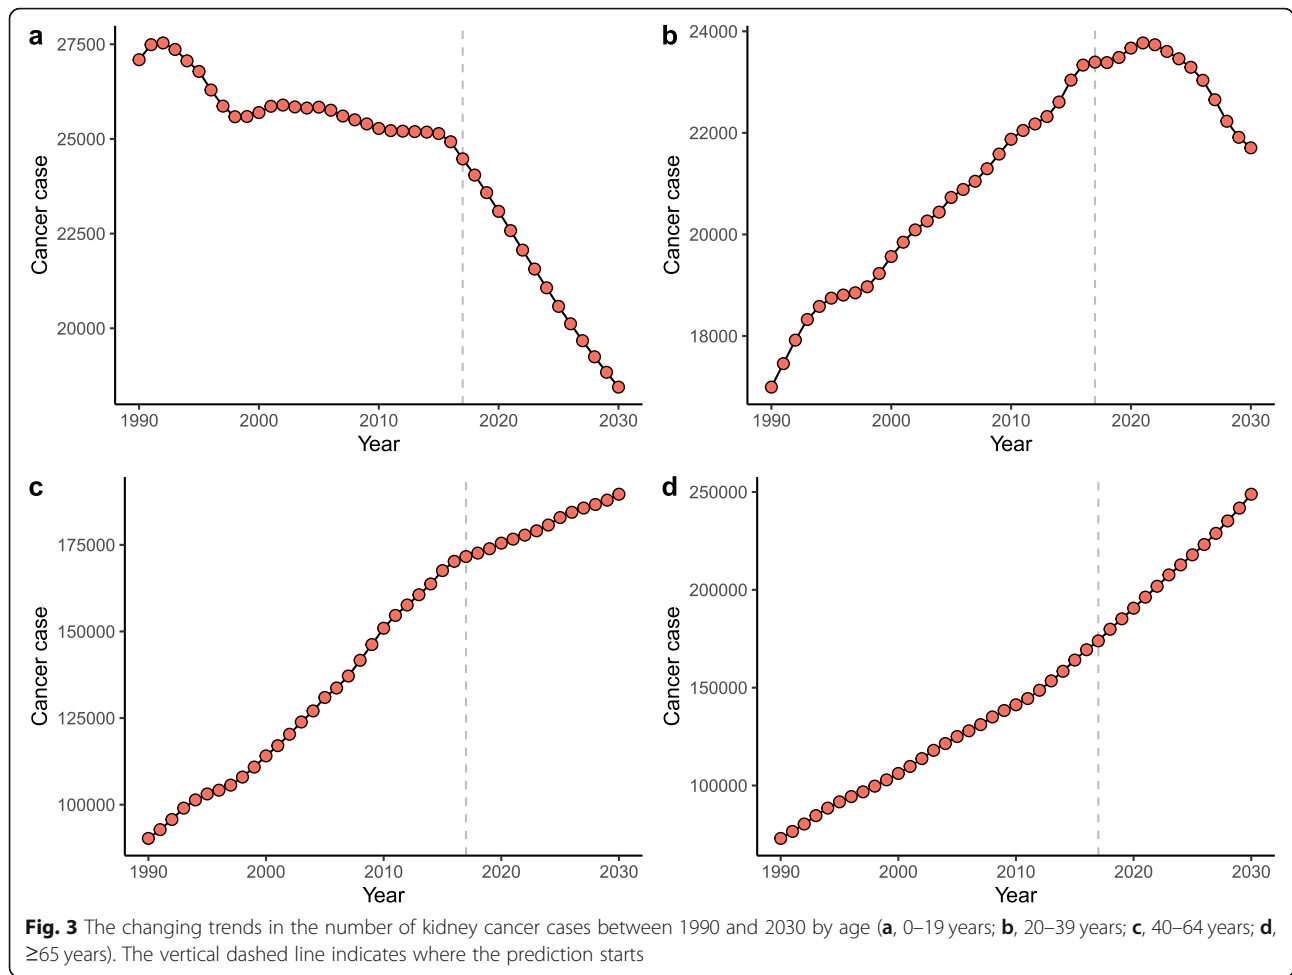 a
27500
25000
22500
20000
Cancer case
1990 2000 2010 2020 2030
Year
b
24000
22000
20000
18000
Cancer case
1990 2000 2010 2020 2030
Year
c
175000
150000
125000
100000
Cancer case
1990 2000 2010 2020 2030
Year
d
250000
200000
150000
100000
Cancer case
1990 2000 2010 2020 2030
Year
Fig. 3 The changing trends in the number of kidney cancer cases between 1990 and 2030 by age (a, 0–19 years; b, 20–39 years; c, 40–64 years; d,
≥65 years). The vertical dashed line indicates where the prediction starts